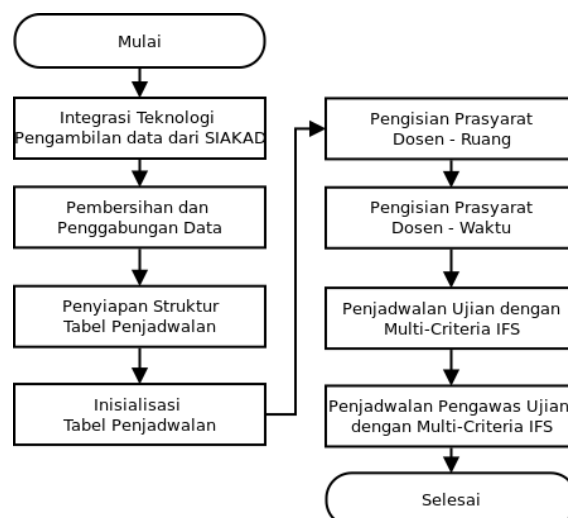 Mulai
Integrasi Teknologi
Pengambilan data dari SIAKAD
Pembersihan dan
Penggabungan Data
Penyiapan Struktur
Tabel Penjadwalan
Inisialisasi
Tabel Penjadwalan
Pengisian Prasyarat
Dosen - Ruang
Pengisian Prasyarat
Dosen - Waktu
Penjadwalan Ujian dengan
Multi-Criteria IFS
Penjadwalan Pengawas Ujian
dengan Multi-Criteria IFS
Selesai